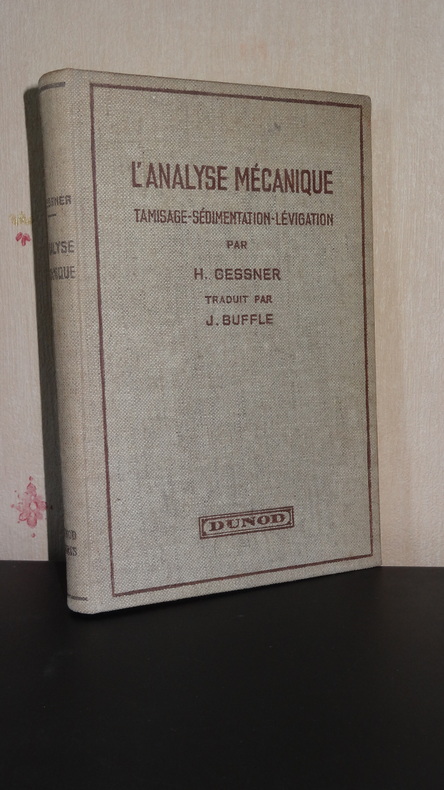 L'ANALYSE MÉCANIQUE
TAMISAGE-SÉDIMENTATION-LÉVIGATION
PAR
H. GESSNER
TRADUIT PAR
J. BUFFLE
DUNOD